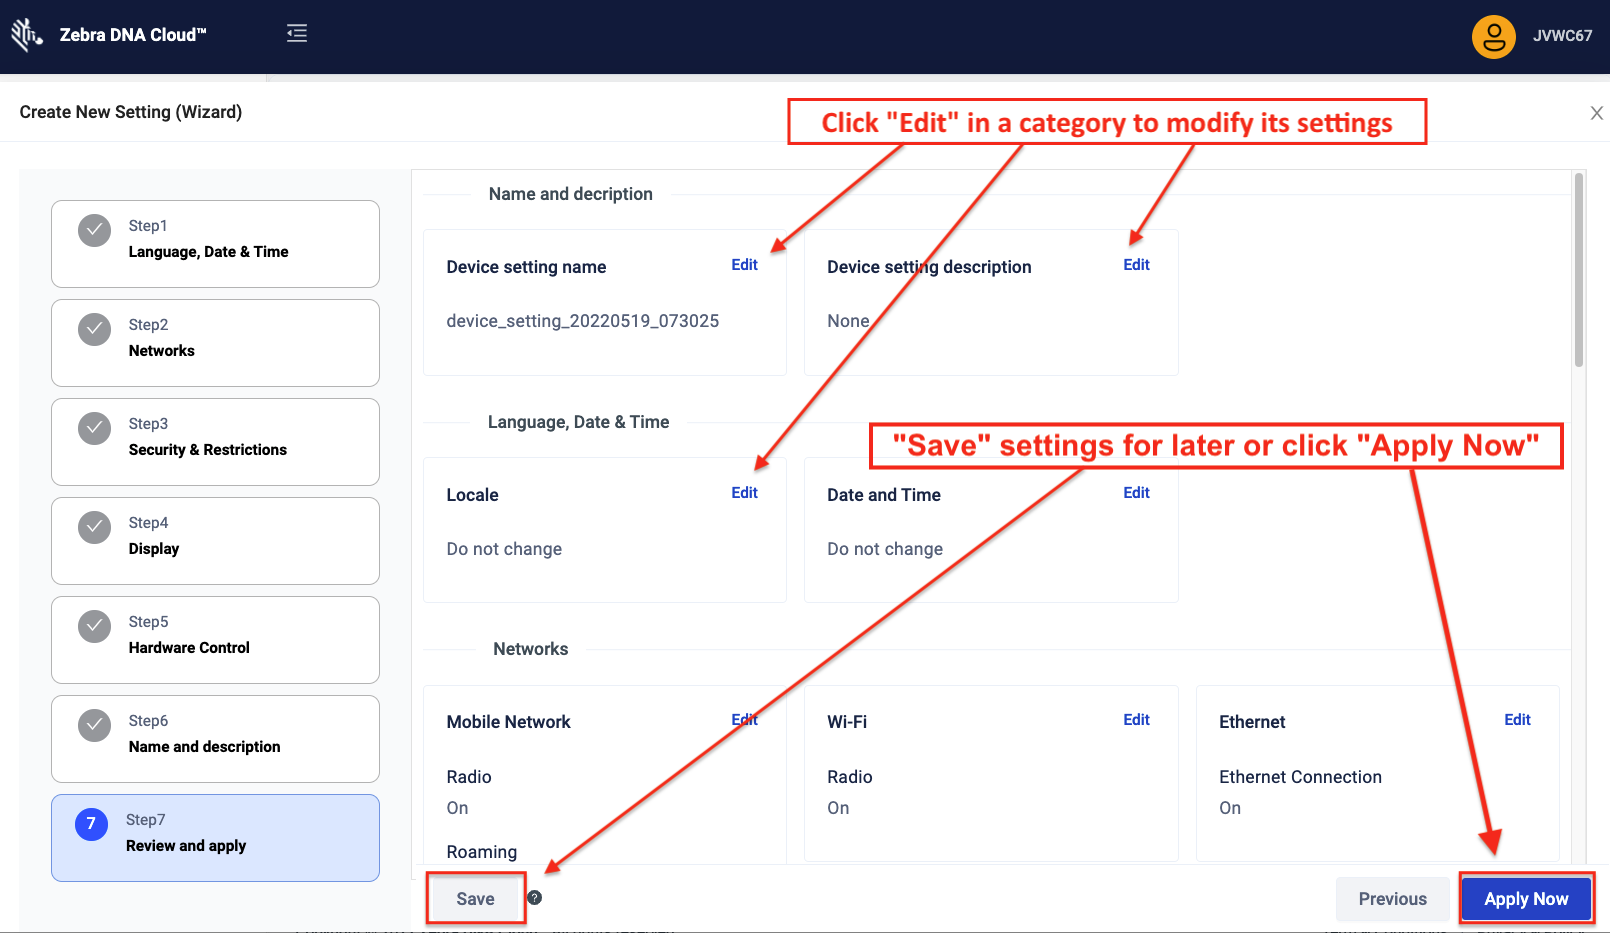 Zebra DNA Cloud™
JVWC67
Create New Setting (Wizard)
Click "Edit" in a category to modify its settings
Step1
Language, Date & Time
Step2
Networks
Step3
Security & Restrictions
Step4
Display
Step5
Hardware Control
Step6
Name and description
7
Step7
Review and apply
Name and decription
Device setting name
Edit
device_setting_20220519_073025
Device setting description
Edit
None
Language, Date & Time
"Save" settings for later or click "Apply Now"
Locale
Edit
Do not change
Date and Time
Edit
Do not change
Networks
Mobile Network
Edit
Radio
On
Roaming
Wi-Fi
Edit
Radio
On
Ethernet
Edit
Ethernet Connection
On
Save
?
Previous
Apply Now